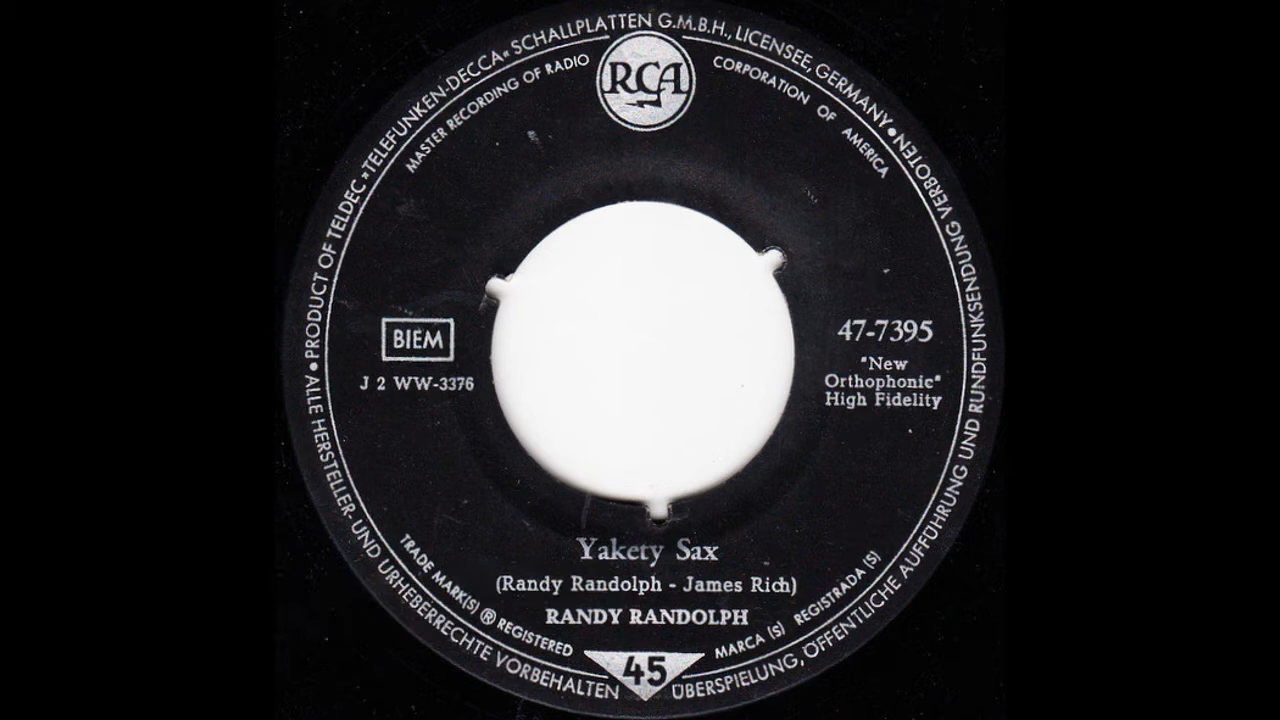 • PRODUCT OF TELDEC »TELEFUNKEN-DECCA« SCHALLPLATTEN G.M.B.H., LICENSEE, GERMANY •
MASTER RECORDING OF RADIO CORPORATION OF AMERICA
RCA
BIEM
J 2 WW-3376
47-7395
"New
Orthophonic"
High Fidelity
Yakety Sax
(Randy Randolph - James Rich)
RANDY RANDOLPH
TRADE MARK(S) ® REGISTERED
MARCA (S) REGISTRADA (S)
45
ALLE HERSTELLER- UND URHEBERRECHTE VORBEHALTEN
ÜBERSPIELUNG, ÖFFENTLICHE AUFFÜHRUNG UND RUNDFUNKSENDUNG VERBOTEN